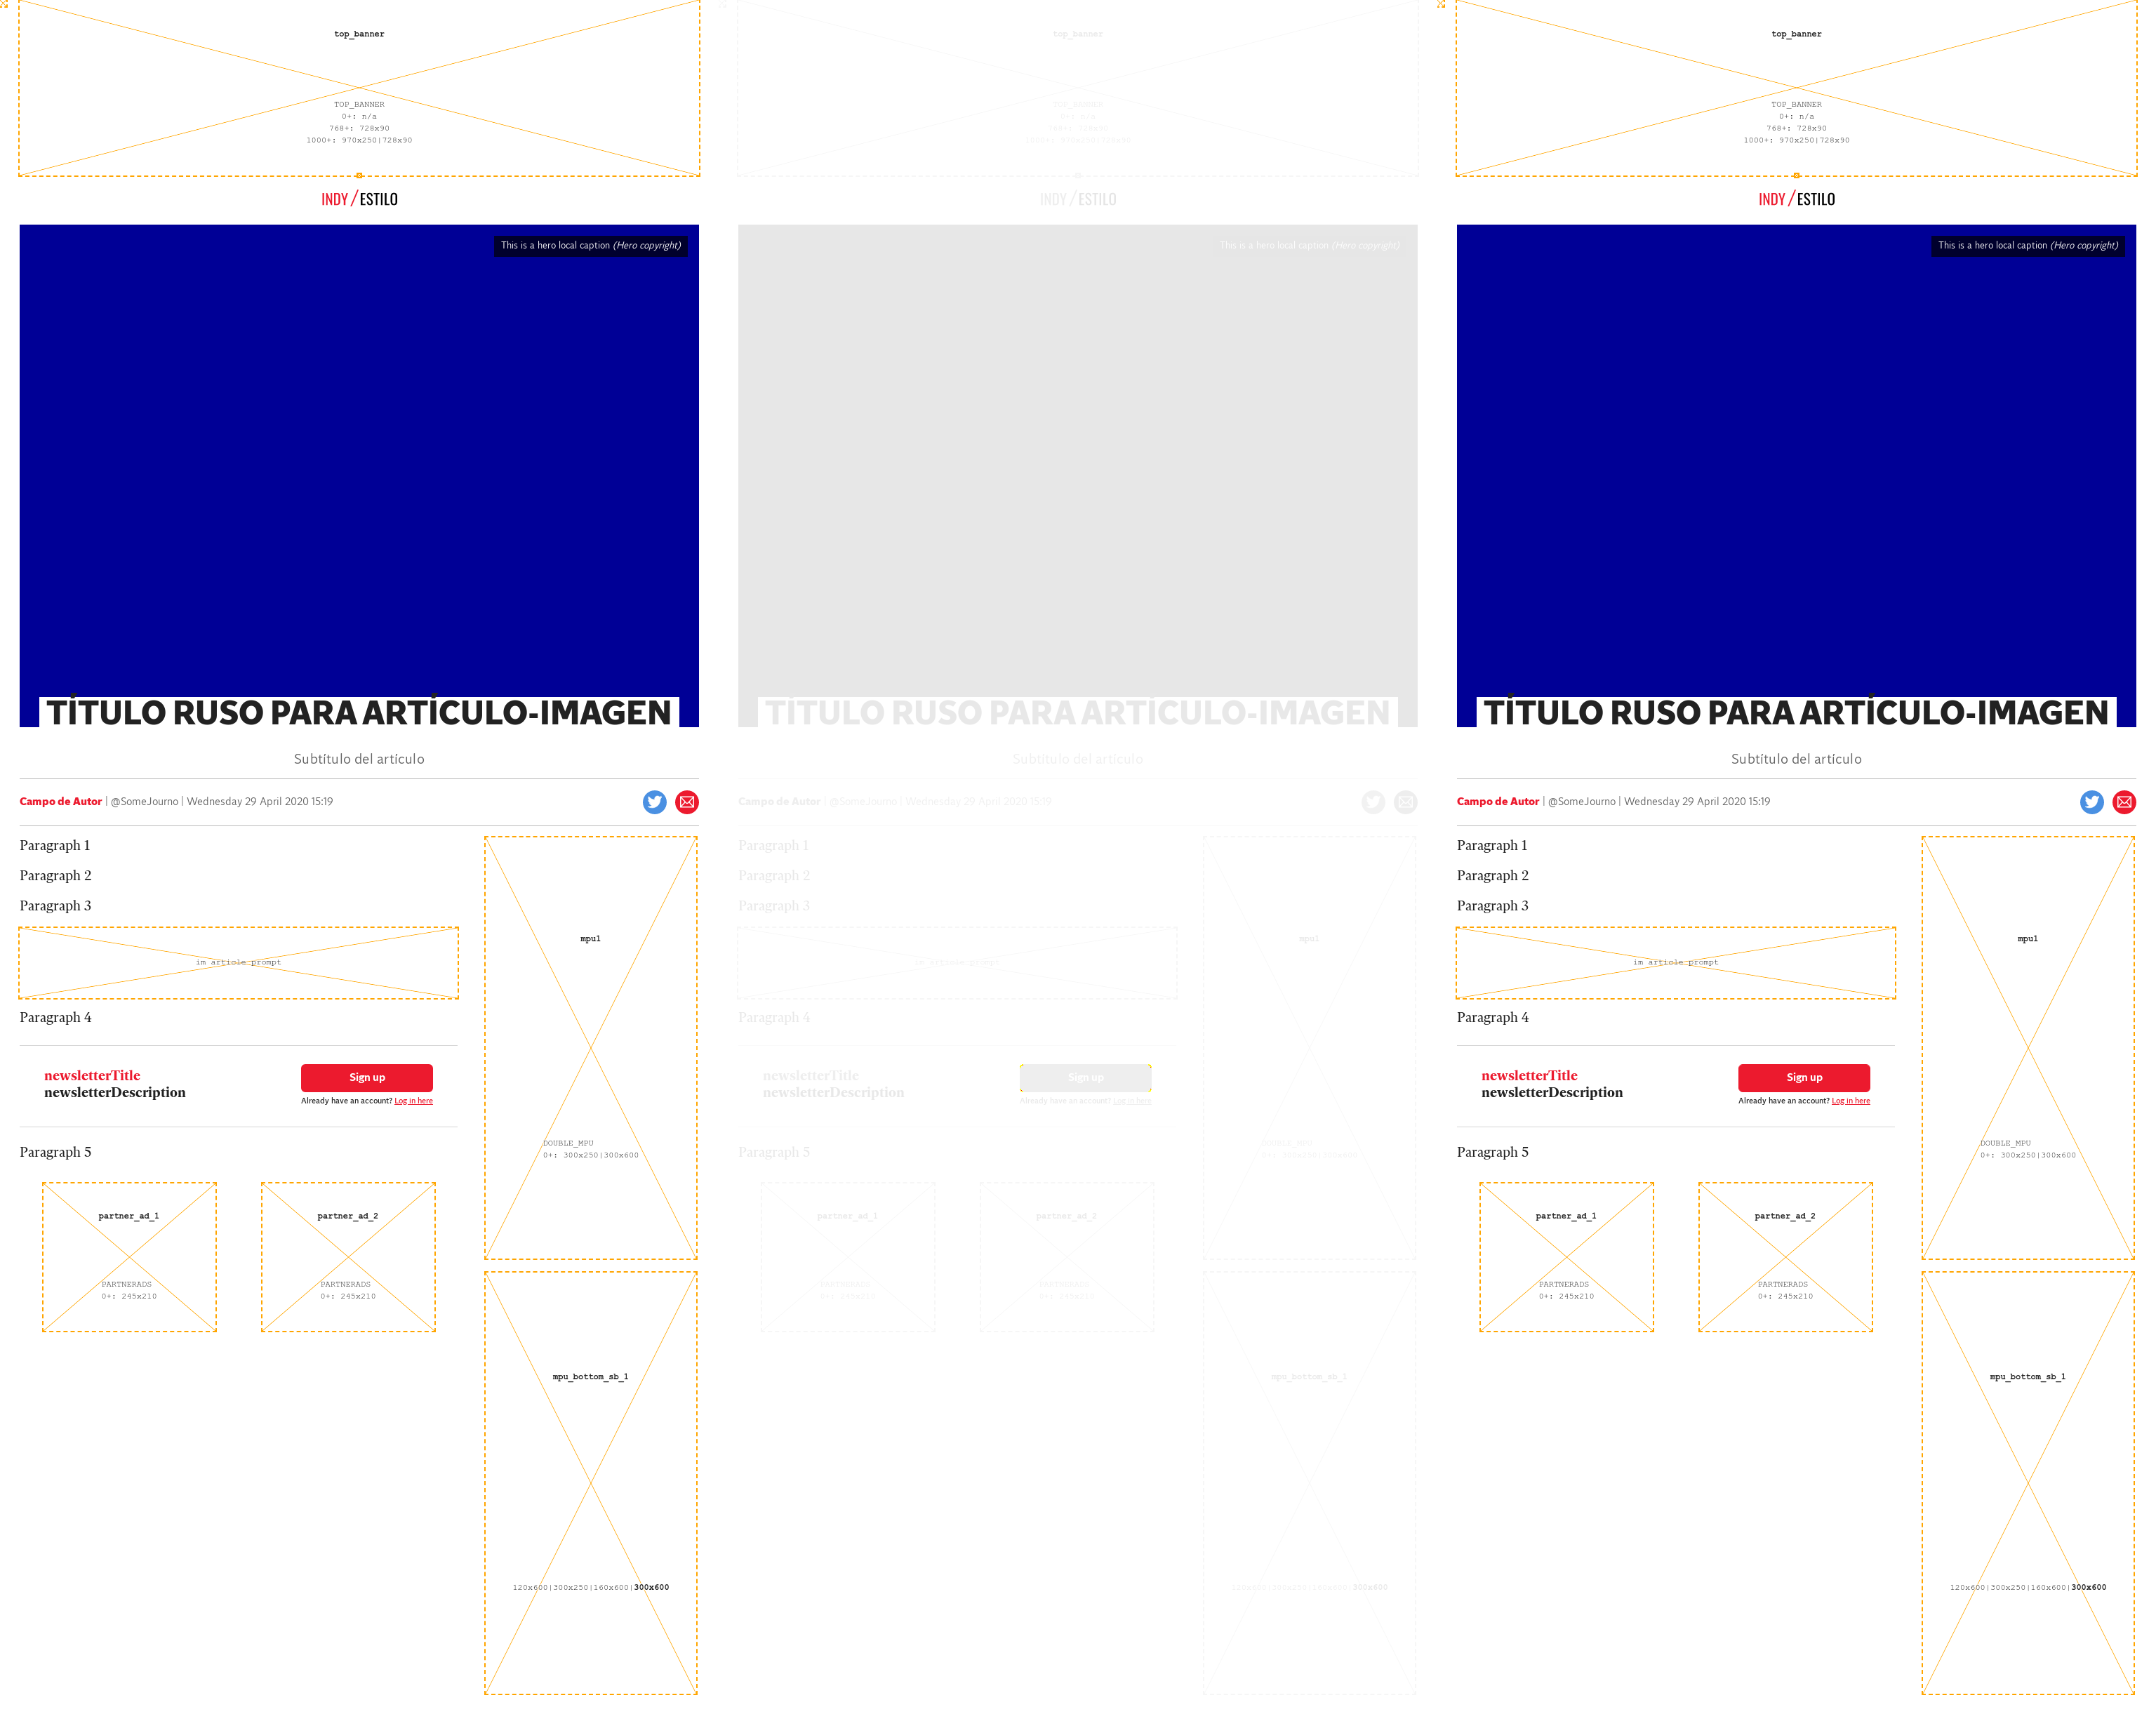 top_banner
TOP_BANNER
0+: n/a
768+: 728x90
1000+: 970x250|728x90
INDY/ESTILO
This is a hero local caption (Hero copyright)
TÍTULO RUSO PARA ARTÍCULO-IMAGEN
Subtítulo del artículo
Campo de Autor | @SomeJourno | Wednesday 29 April 2020 15:19
Paragraph 1
Paragraph 2
Paragraph 3
im article prompt
Paragraph 4
newsletterTitle
newsletterDescription
Sign up
Already have an account? Log in here
Paragraph 5
partner_ad_1
PARTNERADS
0+: 245x210
partner_ad_2
PARTNERADS
0+: 245x210
mpu1
DOUBLE_MPU
0+: 300x250|300x600
mpu_bottom_sb_1
120x600|300x250|160x600|300x600
top_banner
TOP_BANNER
0+: n/a
768+: 728x90
1000+: 970x250|728x90
INDY/ESTILO
This is a hero local caption (Hero copyright)
TÍTULO RUSO PARA ARTÍCULO-IMAGEN
Subtítulo del artículo
Campo de Autor | @SomeJourno | Wednesday 29 April 2020 15:19
Paragraph 1
Paragraph 2
Paragraph 3
im article prompt
Paragraph 4
newsletterTitle
newsletterDescription
Sign up
Already have an account? Log in here
Paragraph 5
partner_ad_1
PARTNERADS
0+: 245x210
partner_ad_2
PARTNERADS
0+: 245x210
mpu1
DOUBLE_MPU
0+: 300x250|300x600
mpu_bottom_sb_1
120x600|300x250|160x600|300x600
top_banner
TOP_BANNER
0+: n/a
768+: 728x90
1000+: 970x250|728x90
INDY/ESTILO
This is a hero local caption (Hero copyright)
TÍTULO RUSO PARA ARTÍCULO-IMAGEN
Subtítulo del artículo
Campo de Autor | @SomeJourno | Wednesday 29 April 2020 15:19
Paragraph 1
Paragraph 2
Paragraph 3
im article prompt
Paragraph 4
newsletterTitle
newsletterDescription
Sign up
Already have an account? Log in here
Paragraph 5
partner_ad_1
PARTNERADS
0+: 245x210
partner_ad_2
PARTNERADS
0+: 245x210
mpu1
DOUBLE_MPU
0+: 300x250|300x600
mpu_bottom_sb_1
120x600|300x250|160x600|300x600